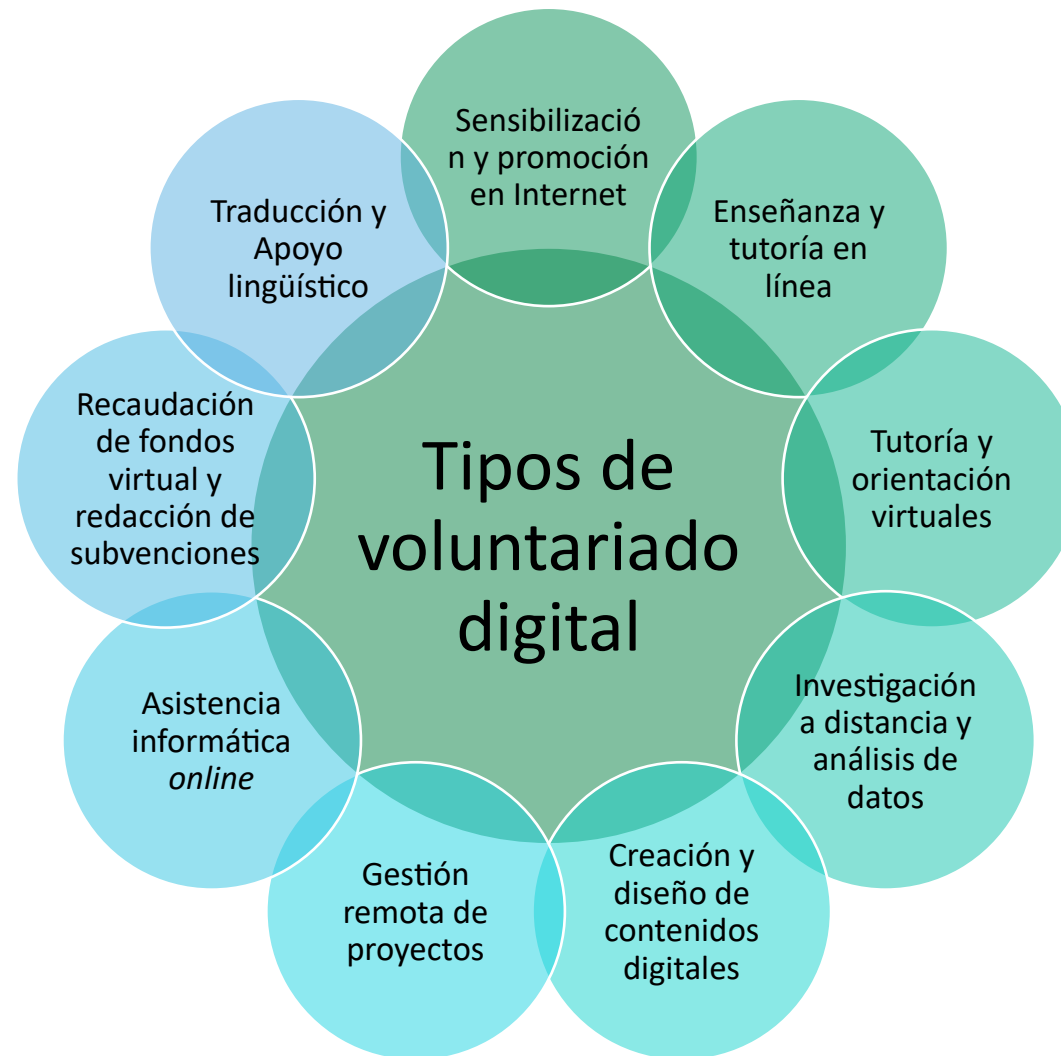 Sensibilizació
n y promoción
en Internet
Enseñanza y
tutoría en
línea
Tutoría y
orientación
virtuales
Investigación
a distancia y
análisis de
datos
Creación y
diseño de
contenidos
digitales
Gestión
remota de
proyectos
Asistencia
informática
online
Recaudación
de fondos
virtual y
redacción de
subvenciones
Traducción y
Apoyo
lingüístico
Tipos de
voluntariado
digital